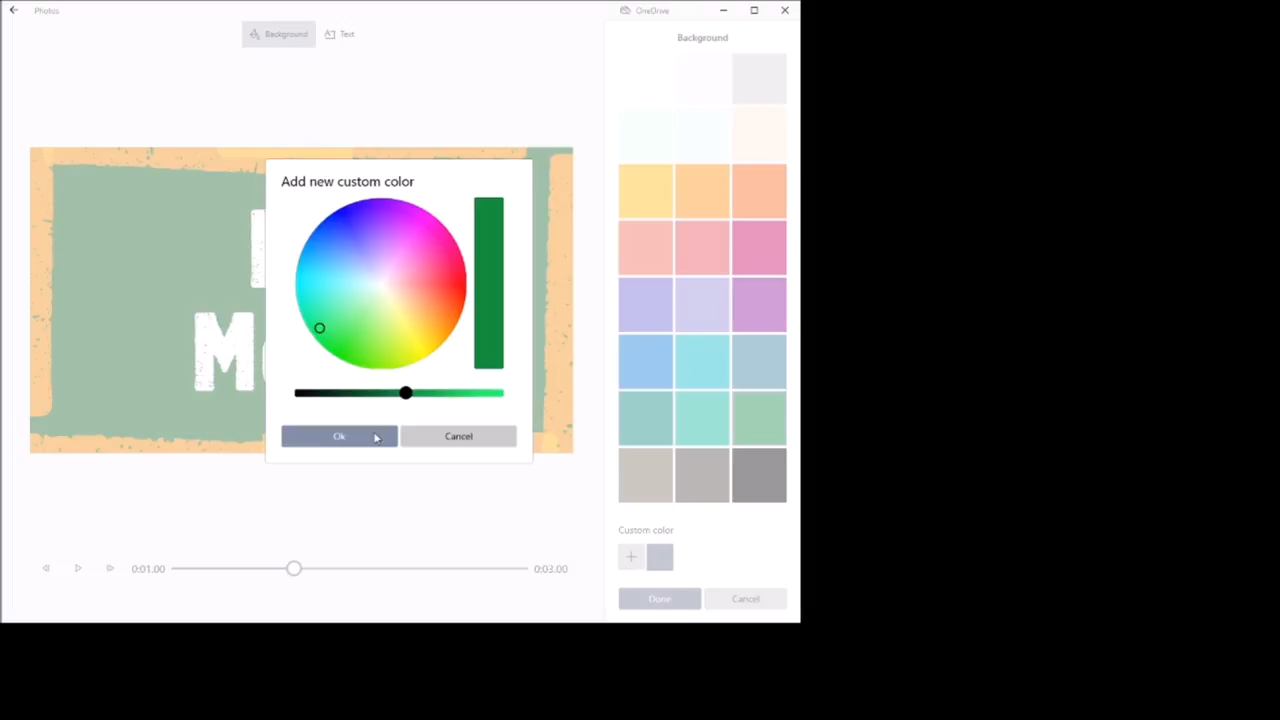 Photos
OneDrive
Background
Text
Background
Add new custom color
Ok
Cancel
Custom color
+
0:01.00
0:03.00
Done
Cancel